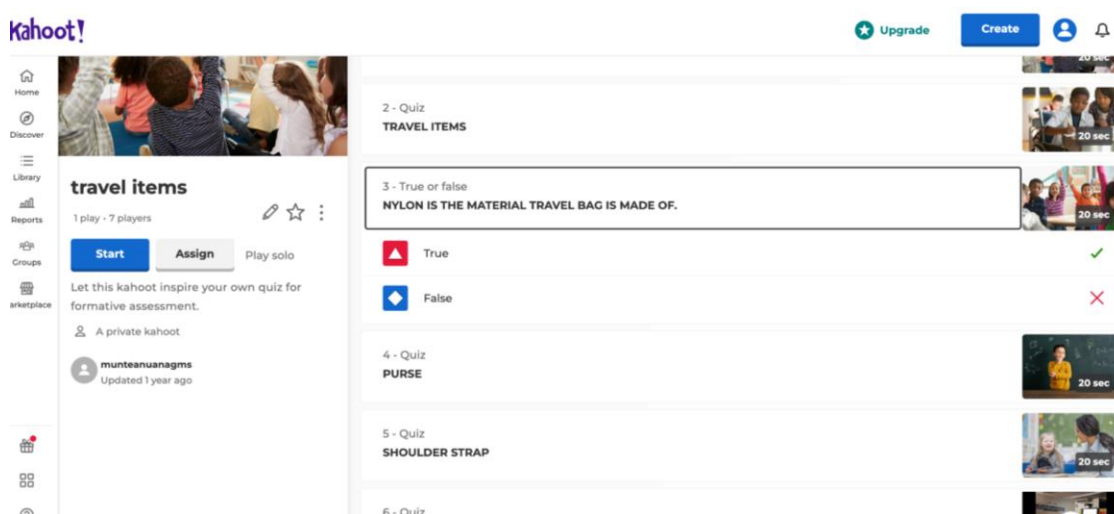 Kahoot!
Upgrade
Create
Home
Discover
Library
Reports
Groups
arketplace
travel items
1 play · 7 players
Start
Assign
Play solo
Let this kahoot inspire your own quiz for
formative assessment.
A private kahoot
munteanuanagms
Updated 1 year ago
20 sec
2 - Quiz
TRAVEL ITEMS
20 sec
3 - True or false
NYLON IS THE MATERIAL TRAVEL BAG IS MADE OF.
20 sec
True
False
4 - Quiz
PURSE
20 sec
5 - Quiz
SHOULDER STRAP
20 sec
6 - Quiz